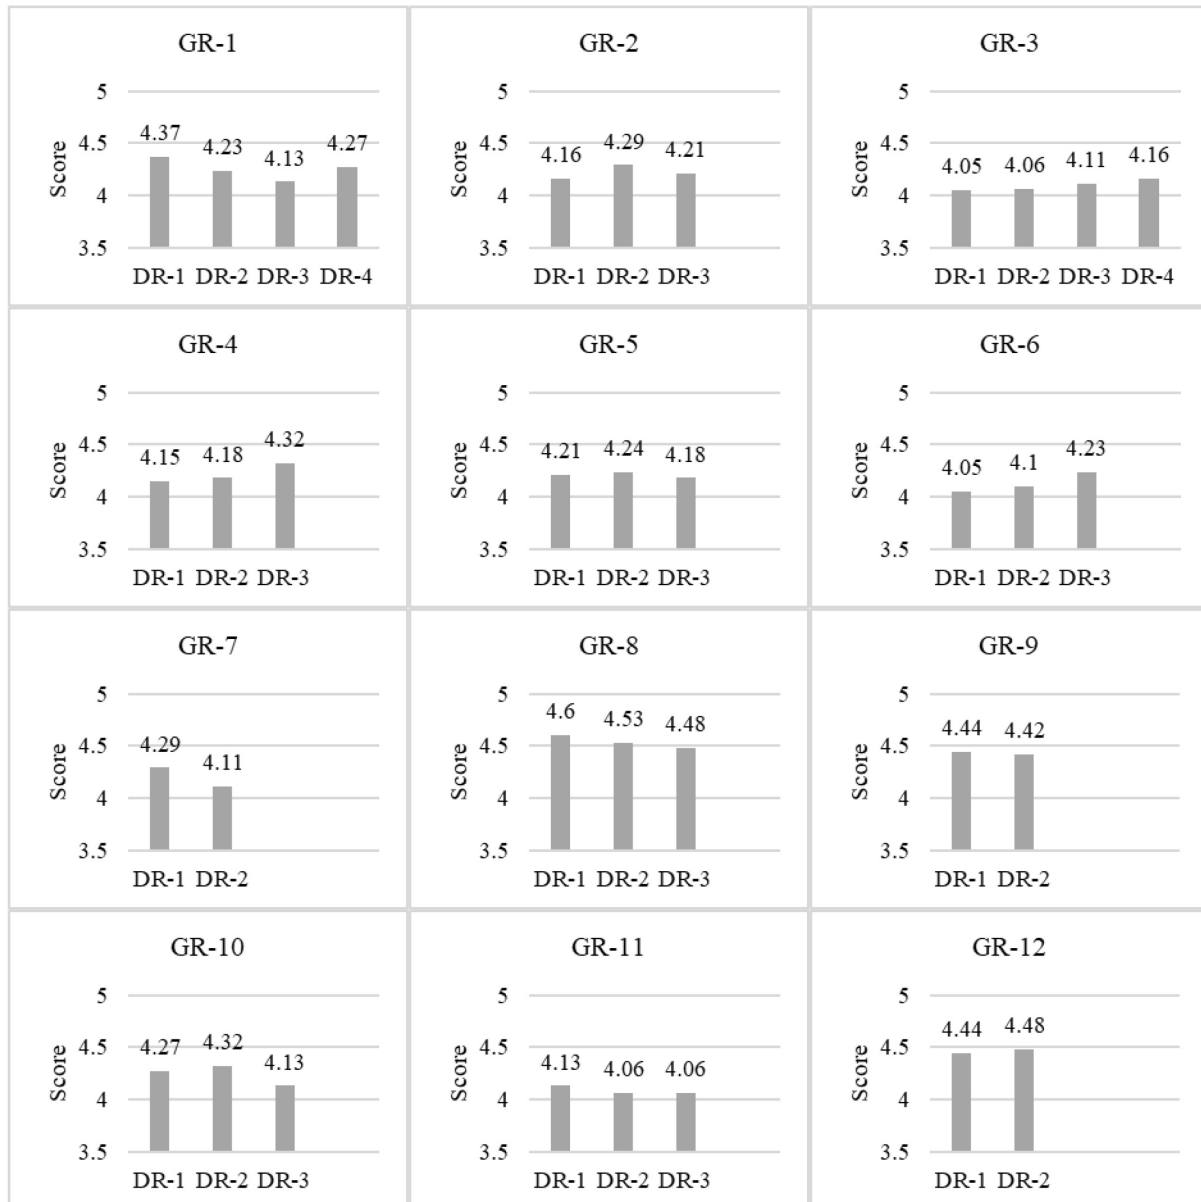 GR-1
5
4.5
4
3.5
Score
4.37
4.23
4.13
4.27
DR-1 DR-2 DR-3 DR-4
GR-2
5
4.5
4
3.5
Score
4.16
4.29
4.21
DR-1 DR-2 DR-3
GR-3
5
4.5
4
3.5
Score
4.05
4.06
4.11
4.16
DR-1 DR-2 DR-3 DR-4
GR-4
5
4.5
4
3.5
Score
4.15
4.18
4.32
DR-1 DR-2 DR-3
GR-5
5
4.5
4
3.5
Score
4.21
4.24
4.18
DR-1 DR-2 DR-3
GR-6
5
4.5
4
3.5
Score
4.05
4.1
4.23
DR-1 DR-2 DR-3
GR-7
5
4.5
4
3.5
Score
4.29
4.11
DR-1 DR-2
GR-8
5
4.5
4
3.5
Score
4.6
4.53
4.48
DR-1 DR-2 DR-3
GR-9
5
4.5
4
3.5
Score
4.44
4.42
DR-1 DR-2
GR-10
5
4.5
4
3.5
Score
4.27
4.32
4.13
DR-1 DR-2 DR-3
GR-11
5
4.5
4
3.5
Score
4.13
4.06
4.06
DR-1 DR-2 DR-3
GR-12
5
4.5
4
3.5
Score
4.44
4.48
DR-1 DR-2